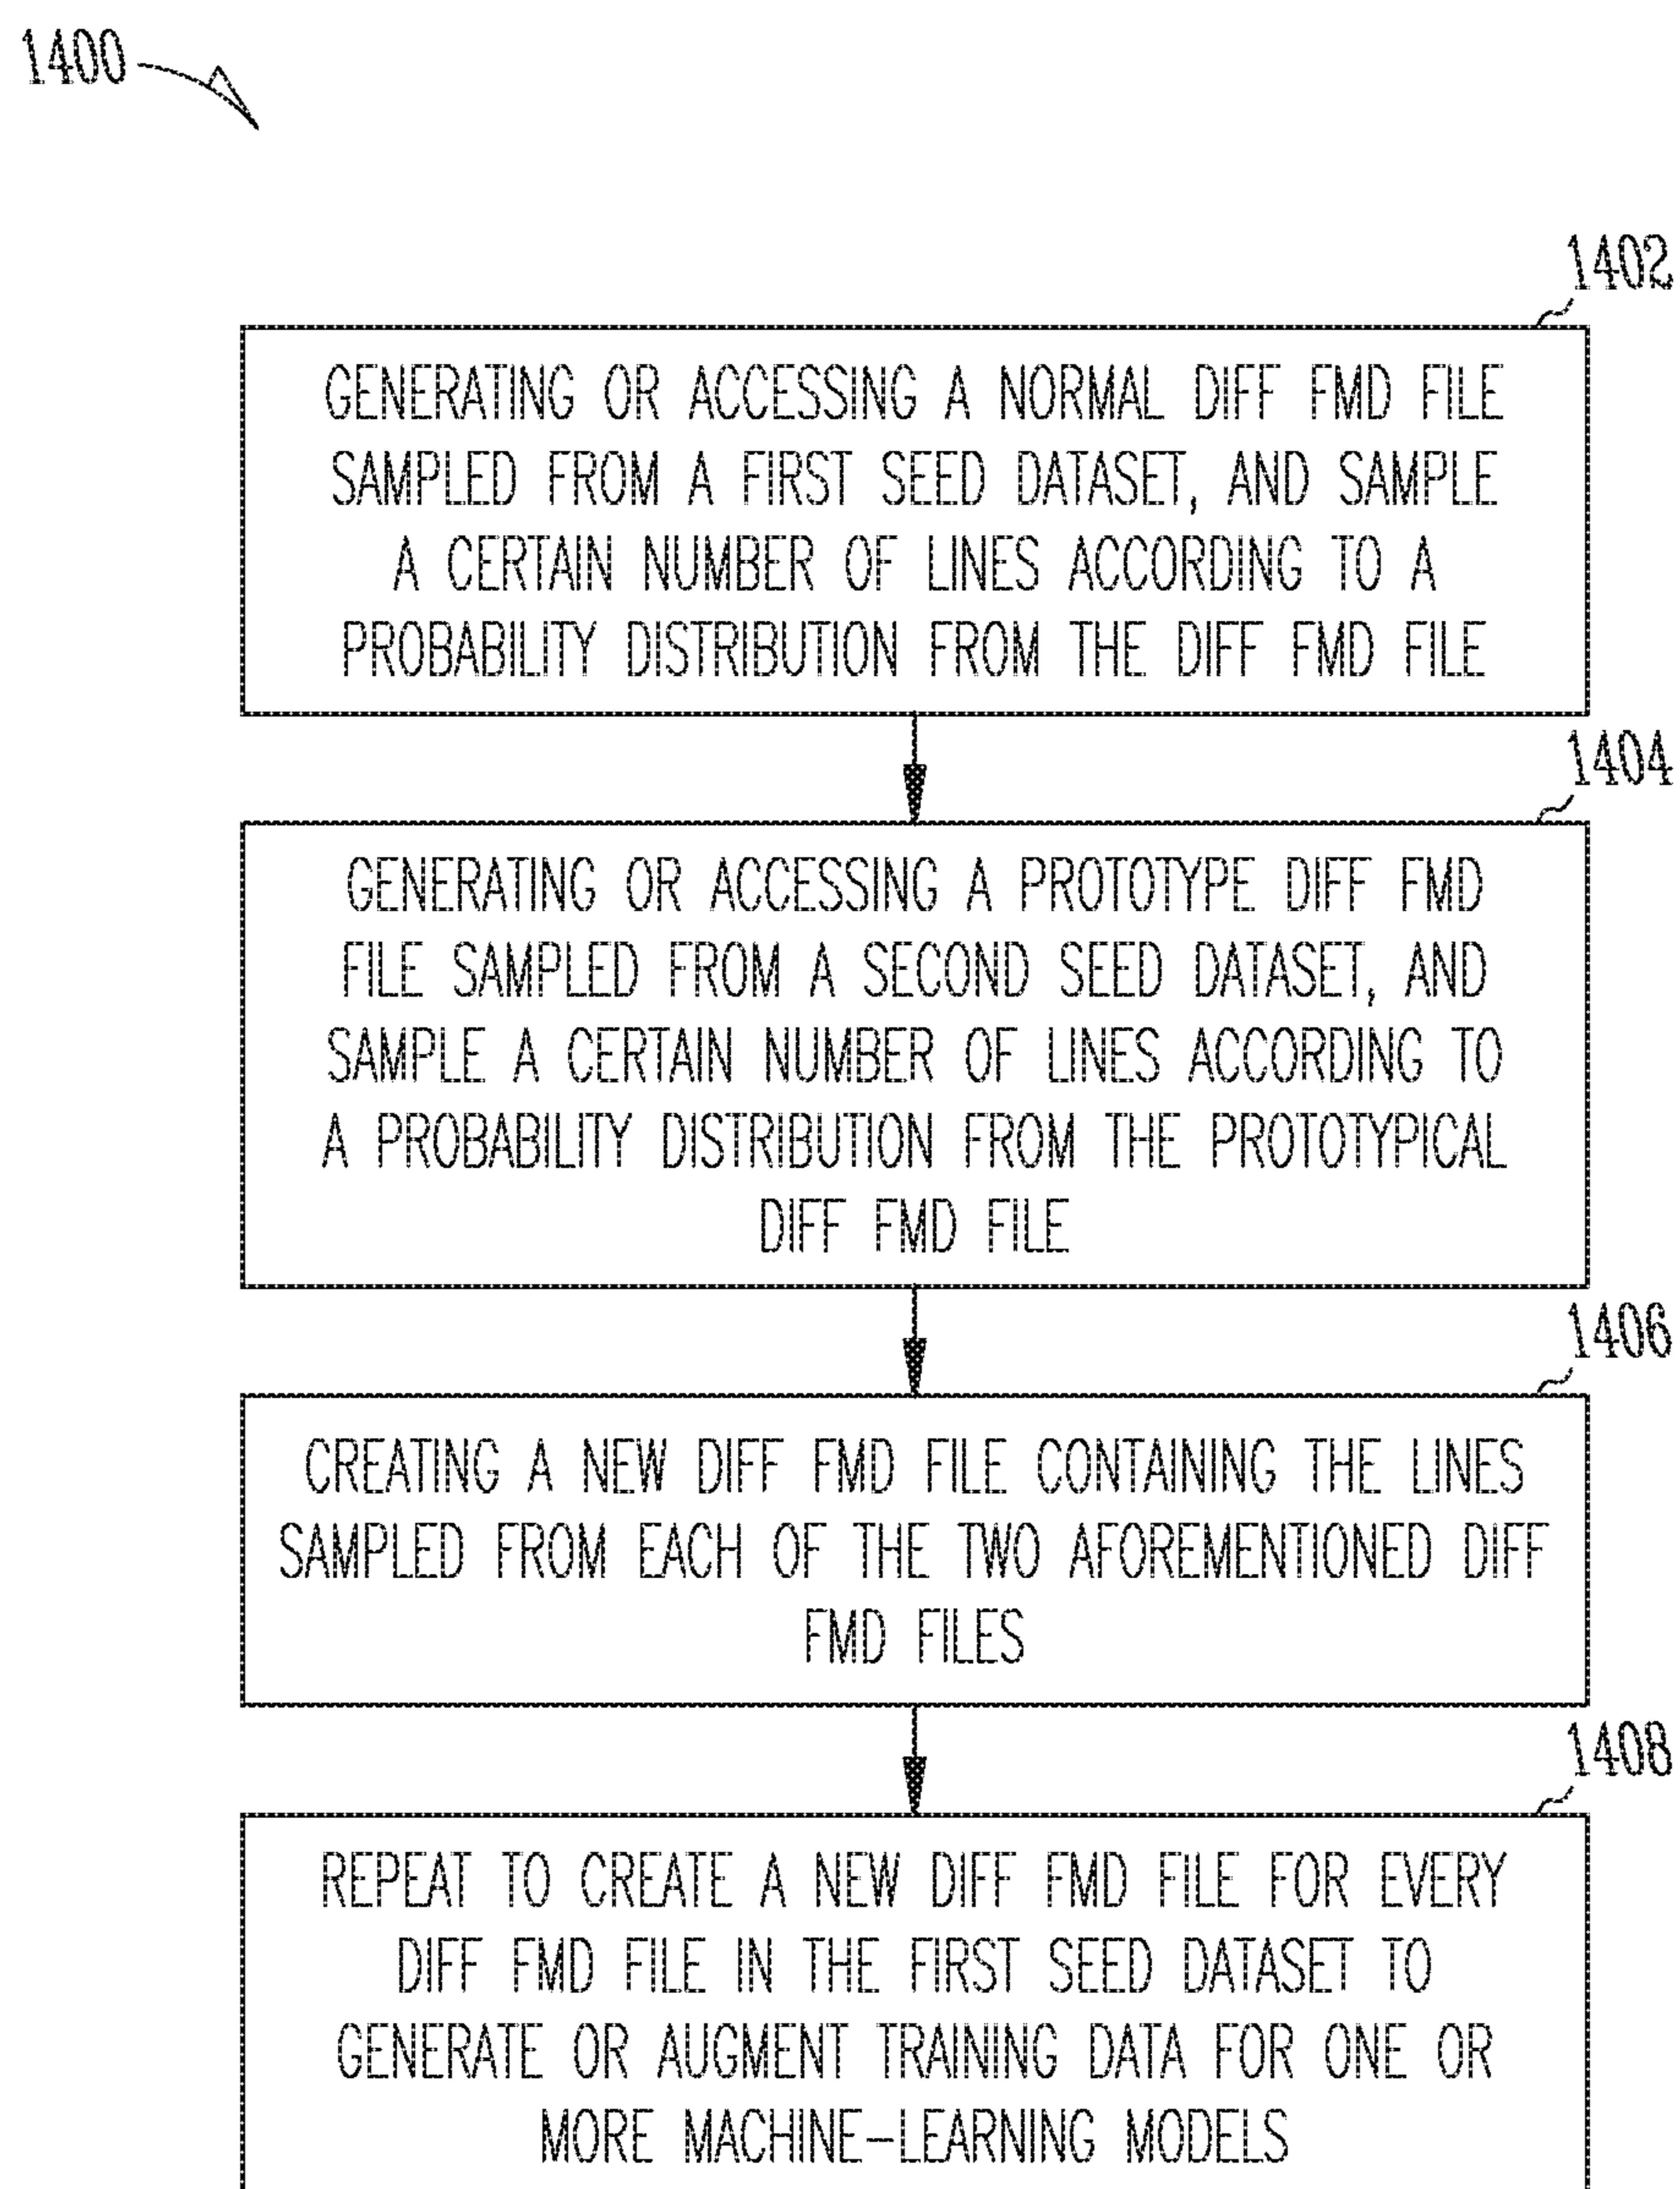 1400
1402
GENERATING OR ACCESSING A NORMAL DIFF FMD FILE
SAMPLED FROM A FIRST SEED DATASET, AND SAMPLE
A CERTAIN NUMBER OF LINES ACCORDING TO A
PROBABILITY DISTRIBUTION FROM THE DIFF FMD FILE
1404
GENERATING OR ACCESSING A PROTOTYPE DIFF FMD
FILE SAMPLED FROM A SECOND SEED DATASET, AND
SAMPLE A CERTAIN NUMBER OF LINES ACCORDING TO
A PROBABILITY DISTRIBUTION FROM THE PROTOTYPICAL
DIFF FMD FILE
1406
CREATING A NEW DIFF FMD FILE CONTAINING THE LINES
SAMPLED FROM EACH OF THE TWO AFOREMENTIONED DIFF
FMD FILES
1408
REPEAT TO CREATE A NEW DIFF FMD FILE FOR EVERY
DIFF FMD FILE IN THE FIRST SEED DATASET TO
GENERATE OR AUGMENT TRAINING DATA FOR ONE OR
MORE MACHINE–LEARNING MODELS